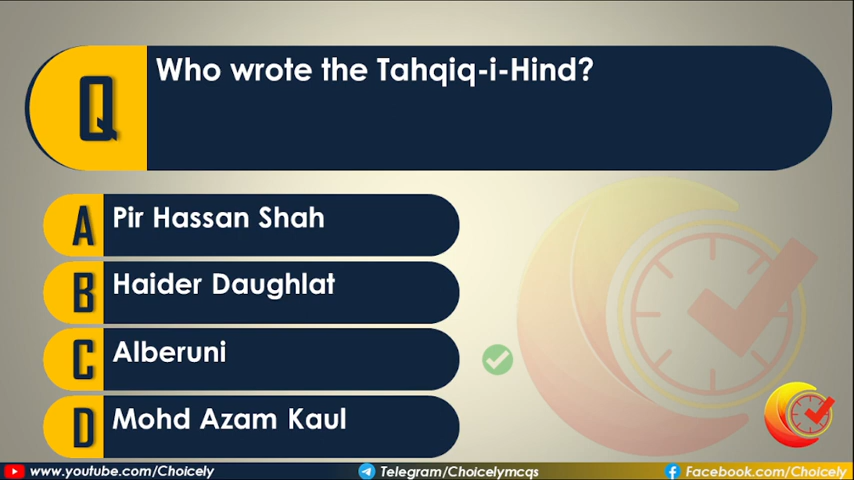 Q
Who wrote the Tahqiq-i-Hind?
A
Pir Hassan Shah
B
Haider Daughlat
C
Alberuni
D
Mohd Azam Kaul
www.youtube.com/Choicely
Telegram/Choicelymcqs
Facebook.com/Choicely